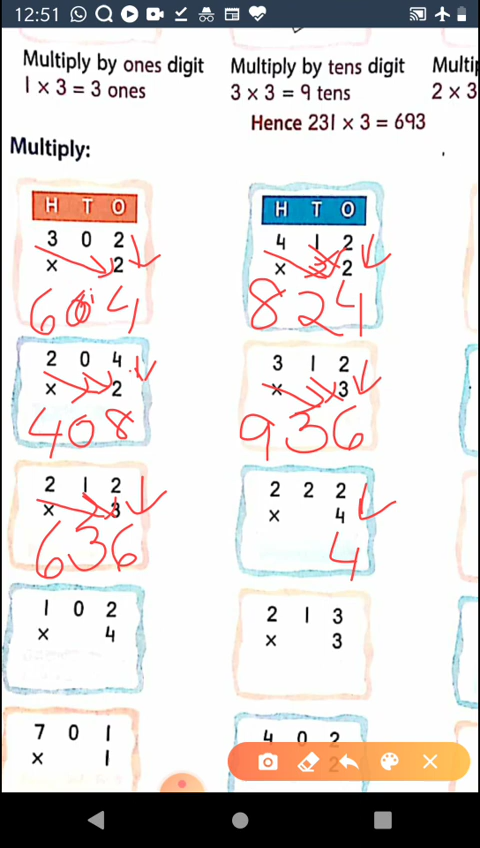 12:51
Multiply by ones digit Multiply by tens digit Multip
1 x 3 = 3 ones 3 x 3 = 9 tens 2 x 3
Hence 231 x 3 = 693
Multiply:
H T O H T O
3 0 2 4 1 2
x 2 x 2
604 824
2 0 4 3 1 2
x 2 x 3
408 936
2 1 2 2 2 2
x 3 x 4
636 4
1 0 2 2 1 3
x 4 x 3
7 0 1 4 0 2
x 1 2